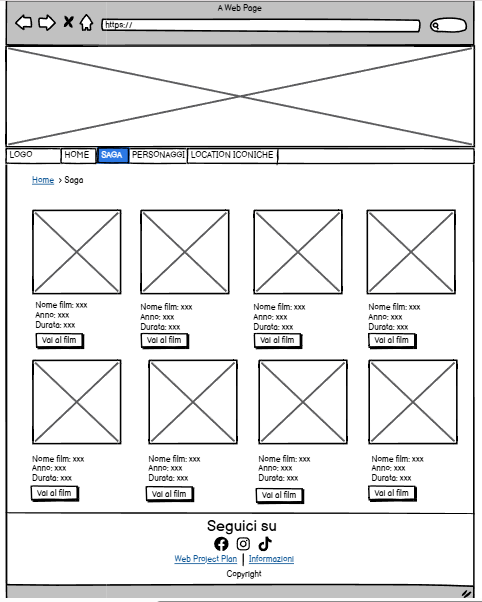 A Web Page
https://
LOGO HOME SAGA PERSONAGGI LOCATION ICONICHE
Home > Saga
Nome film: xxx Nome film: xxx Nome film: xxx Nome film: xxx
Anno: xxx Anno: xxx Anno: xxx Anno: xxx
Durata: xxx Durata: xxx Durata: xxx Durata: xxx
Vai al film Vai al film Vai al film Vai al film
Nome film: xxx Nome film: xxx Nome film: xxx Nome film: xxx
Anno: xxx Anno: xxx Anno: xxx Anno: xxx
Durata: xxx Durata: xxx Durata: xxx Durata: xxx
Vai al film Vai al film Vai al film Vai al film
Seguici su
Web Project Plan | Informazioni
Copyright